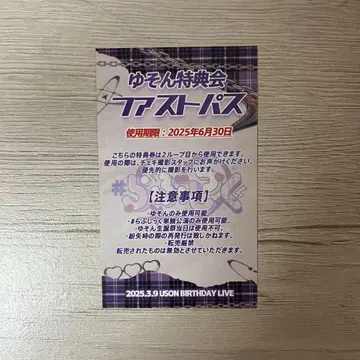 ゆそん特典会
ファストパス
使用期限：2025年6月30日
こちらの特典券は2ループ目から使用できます。
使用の際は、チェキ撮影スタッフにお声がけください。
優先的に撮影を行います。
【注意事項】
・ゆそんのみ使用可能。
・#らぶしっく単独公演のみ使用可能。
・ゆそん生誕祭当日は使用不可。
・紛失時の際の再発行は致しかねます。
・転売厳禁
転売されたものは無効とさせていただきます。
2025.3.9 USON BIRTHDAY LIVE